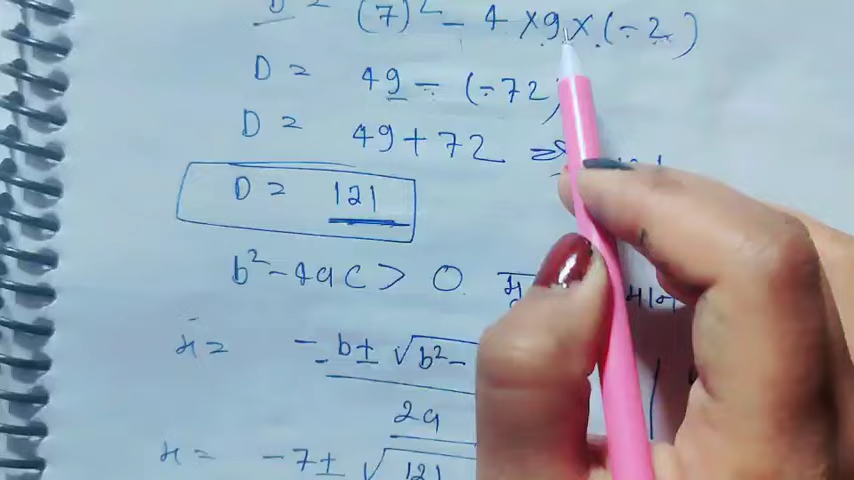 D = (7)² - 4 × 9 × (-2)
D = 49 - (-72)
D = 49 + 72
D = 121
b² - 4ac > 0
x = -b ± √b² -
2a
x = -7 ± √121